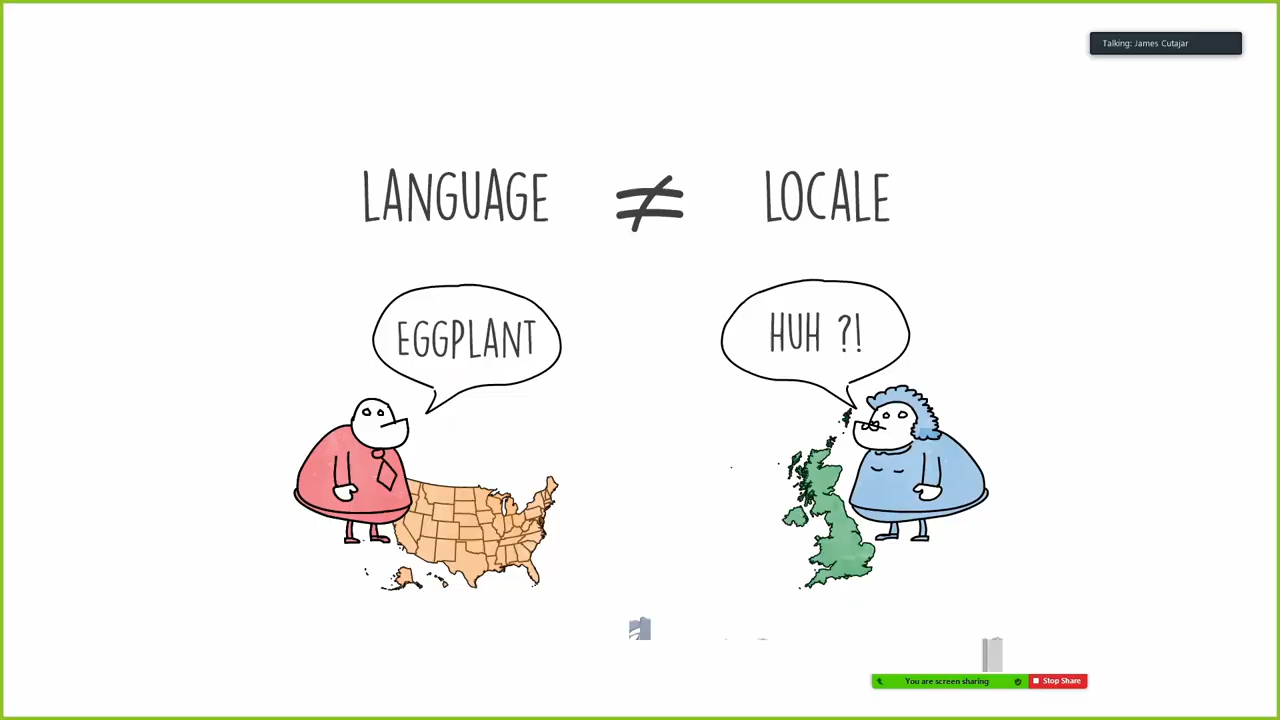 Talking: James Cutajar
LANGUAGE ≠ LOCALE
EGGPLANT
HUH ?!
You are screen sharing
Stop Share